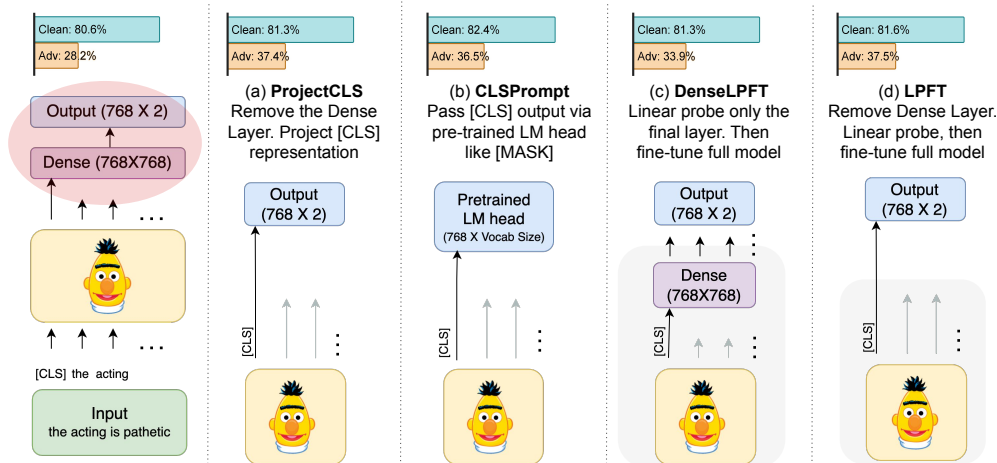 Clean: 80.6%
Adv: 28.2%
Output (768 X 2)
Dense (768X768)
...
...
[CLS] the acting
Input
the acting is pathetic
Clean: 81.3%
Adv: 37.4%
(a) ProjectCLS
Remove the Dense
Layer. Project [CLS]
representation
Output
(768 X 2)
[CLS]
Clean: 82.4%
Adv: 36.5%
(b) CLSPrompt
Pass [CLS] output via
pre-trained LM head
like [MASK]
Pretrained
LM head
(768 X Vocab Size)
[CLS]
Clean: 81.3%
Adv: 33.9%
(c) DenseLPFT
Linear probe only the
final layer. Then
fine-tune full model
Output
(768 X 2)
Dense
(768X768)
[CLS]
Clean: 81.6%
Adv: 37.5%
(d) LPFT
Remove Dense Layer.
Linear probe, then
fine-tune full model
Output
(768 X 2)
[CLS]